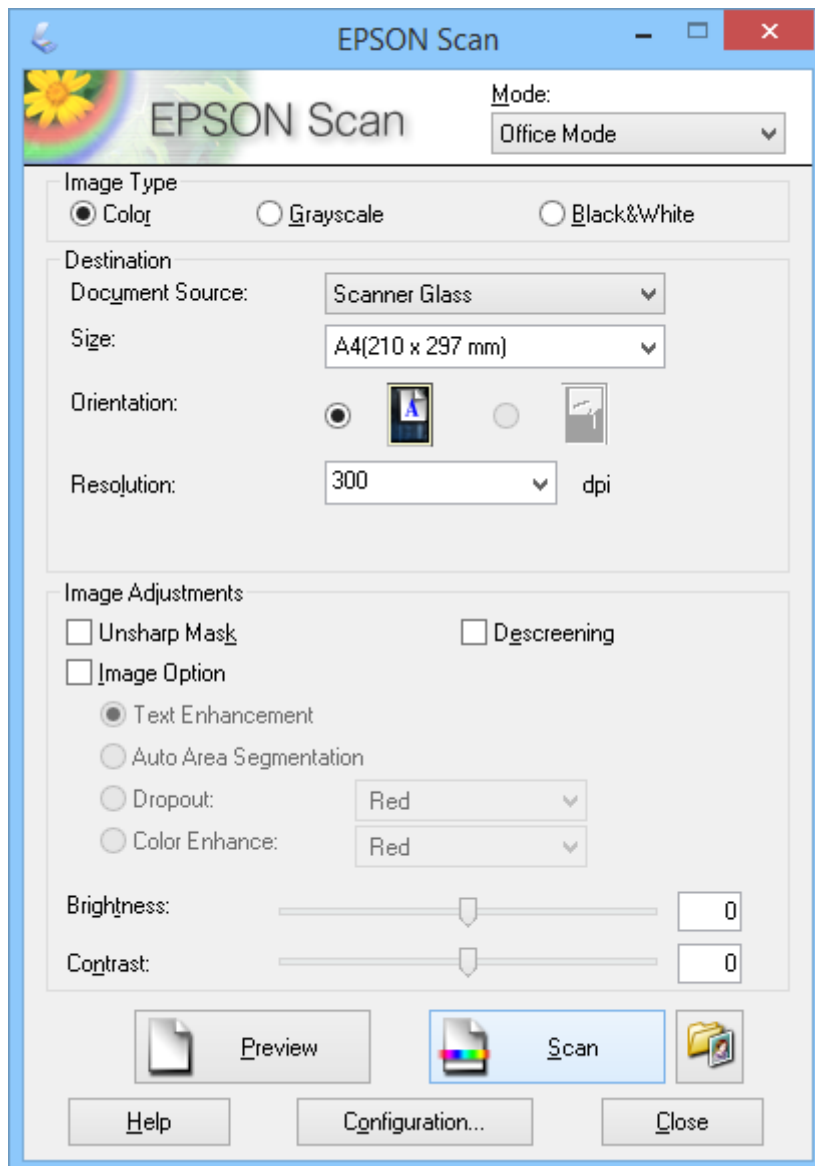 EPSON Scan
EPSON Scan
Mode:
Office Mode
Image Type
Color
Grayscale
Black&White
Destination
Document Source:
Scanner Glass
Size:
A4(210 x 297 mm)
Orientation:
A
Resolution:
300
dpi
Image Adjustments
Unsharp Mask
Descreening
Image Option
Text Enhancement
Auto Area Segmentation
Dropout:
Red
Color Enhance:
Red
Brightness:
0
Contrast:
0
Preview
Scan
Help
Configuration...
Close